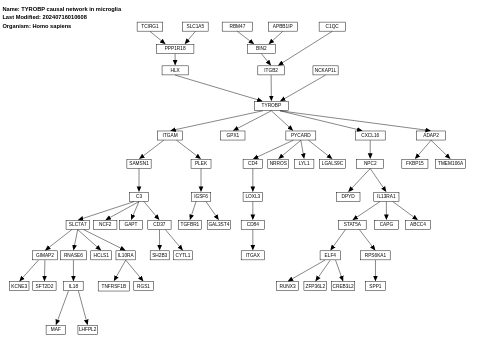 Name: TYROBP causal network in microglia
Last Modified: 20240716010608
Organism: Homo sapiens
TCIRG1 SLC1A5 RBM47 APBB1IP C1QC
PPP1R18 BIN2
HLX ITGB2 NCKAP1L
TYROBP
ITGAM GPX1 PYCARD CXCL16 ADAP2
SAMSN1 PLEK CD4 NRROS LYL1 LGALS9C NPC2 FKBP15 TMEM106A
C3 IGSF6 LOXL3 DPYD IL13RA1
SLC7A7 NCF2 GAPT CD37 TGFBR1 GAL3ST4 CD84 STAT5A CAPG ABCC4
GIMAP2 RNASE6 HCLS1 IL10RA SH2B3 CYTL1 ITGAX ELF4 RPS6KA1
KCNE3 SFT2D2 IL18 TNFRSF1B RGS1 RUNX3 ZFP36L2 CREB3L2 SPP1
MAF LHFPL2